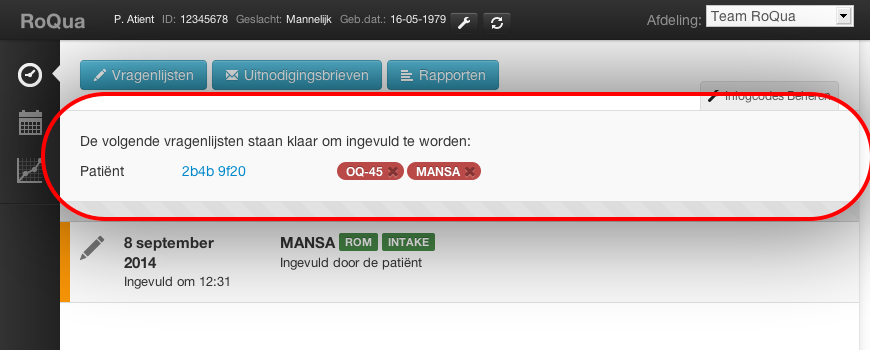 RoQua P. Atient ID: 12345678 Geslacht: Mannelijk Geb.dat.: 16-05-1979 Afdeling: Team RoQua
Vragenlijsten Uitnodigingsbrieven Rapporten
Inlogcodes Beheren
De volgende vragenlijsten staan klaar om ingevuld te worden:
Patiënt 2b4b 9f20 OQ-45 MANSA
8 september MANSA ROM INTAKE
2014 Ingevuld door de patiënt
Ingevuld om 12:31